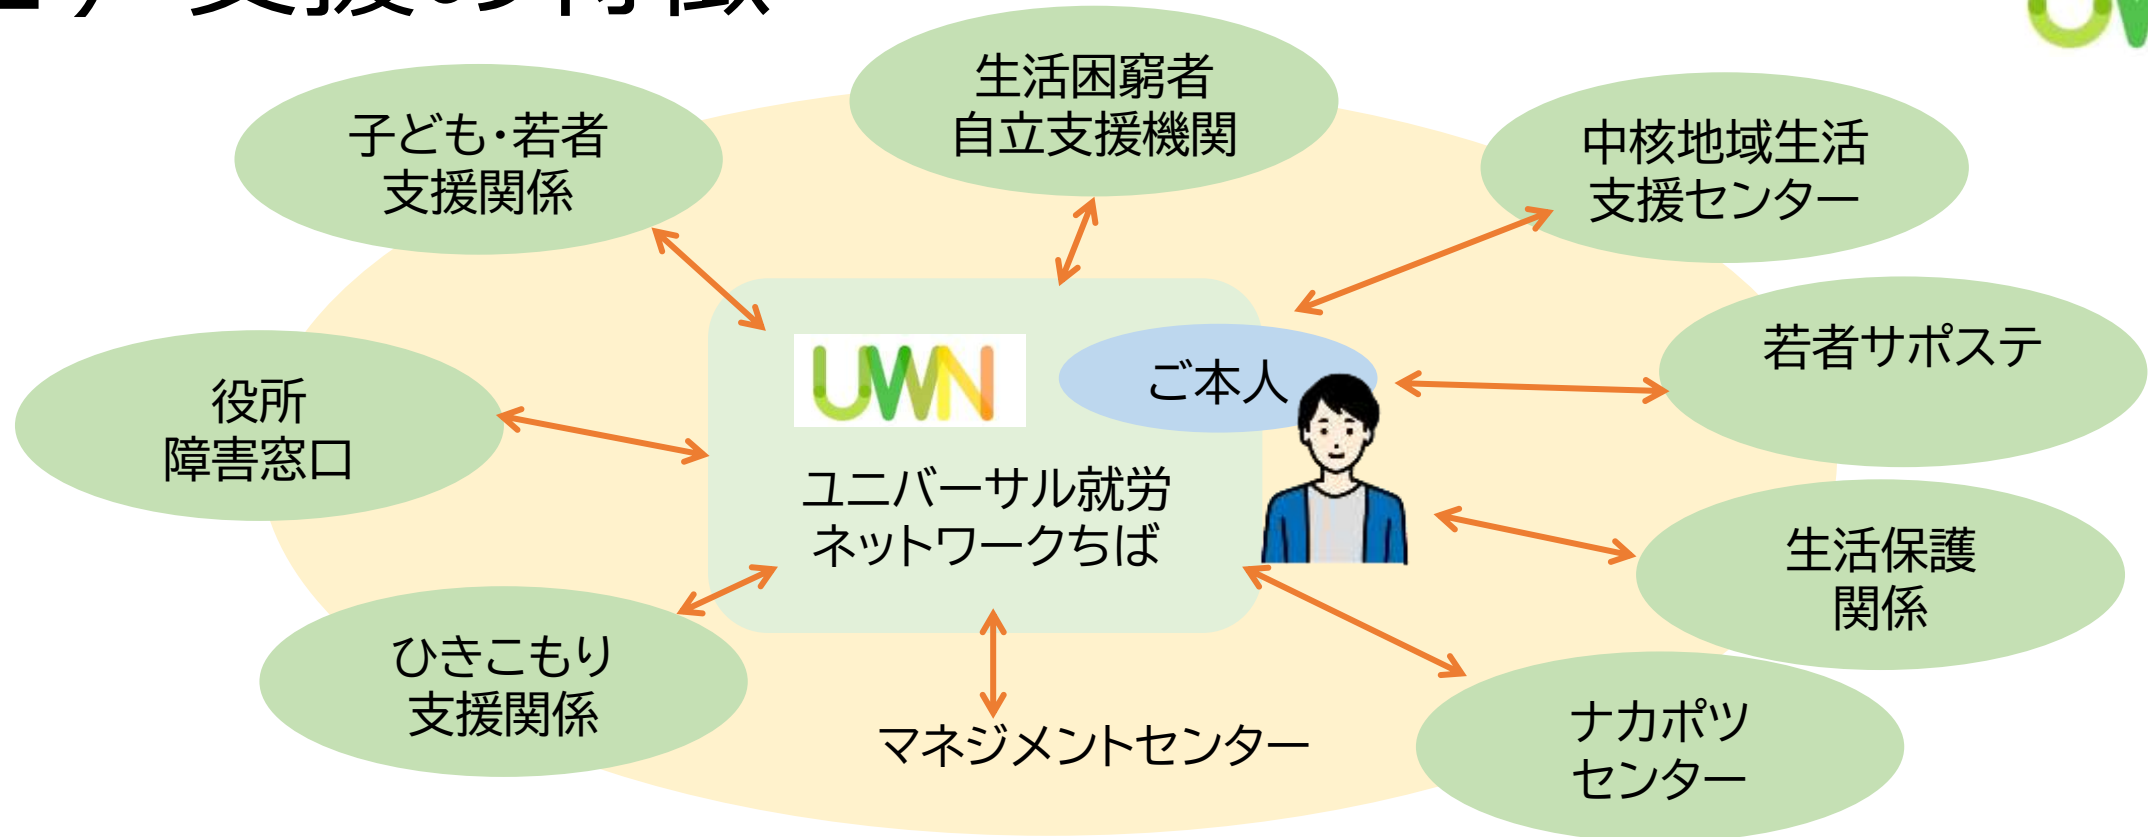 支援の特徴
生活困窮者
自立支援機関
子ども・若者
支援関係
中核地域生活
支援センター
若者サポステ
役所
障害窓口
UWN
ご本人
ユニバーサル就労
ネットワークちば
生活保護
関係
ひきこもり
支援関係
マネジメントセンター
ナカポツ
センター